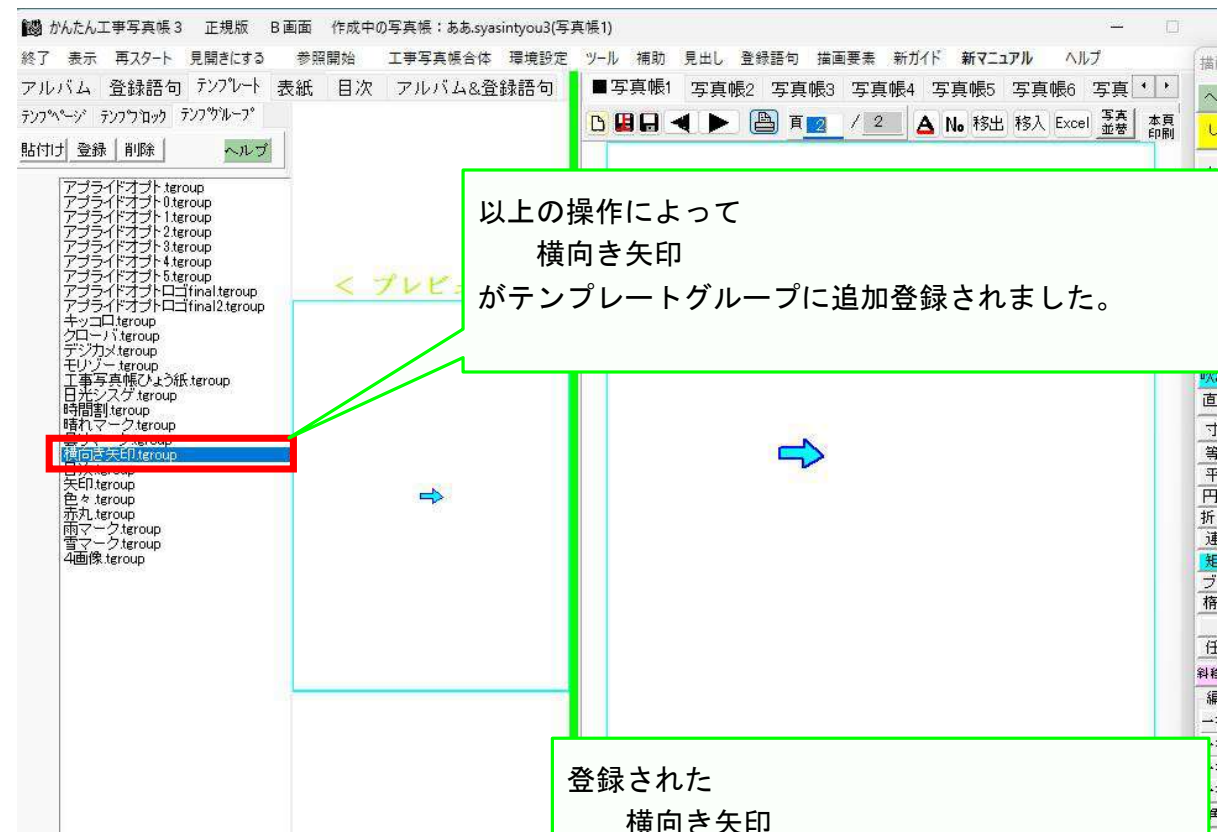 かんたん工事写真帳3 正規版 B画面 作成中の写真帳：ああ.syasintyou3(写真帳1)
終了 表示 再スタート 見開きにする 参照開始 工事写真帳合体 環境設定 ツール 補助 見出し 登録語句 描画要素 新ガイド 新マニュアル ヘルプ
アルバム 登録語句 テンプレート 表紙 目次 アルバム&登録語句
■写真帳1 写真帳2 写真帳3 写真帳4 写真帳5 写真帳6 写真
テンプページ テンプブロック テンプグループ
頁 2 / 2 A No 移出 移入 Excel 写真並替 本頁印刷
貼付け 登録 削除 ヘルプ
アプライドオプト.tgroup
アプライドオプト0.tgroup
アプライドオプト1.tgroup
アプライドオプト2.tgroup
アプライドオプト3.tgroup
アプライドオプト4.tgroup
アプライドオプト5.tgroup
アプライドオプトロゴfinal.tgroup
アプライドオプトロゴfinal2.tgroup
キッコロ.tgroup
クローバ.tgroup
デジカメ.tgroup
モリゾー.tgroup
工事写真帳ひょう紙.tgroup
日光シスゲ.tgroup
時間割.tgroup
晴れマーク.tgroup
横向き矢印.tgroup
矢印.tgroup
色々.tgroup
赤丸.tgroup
雨マーク.tgroup
雪マーク.tgroup
4画像.tgroup
＜ プレビ
以上の操作によって
横向き矢印
がテンプレートグループに追加登録されました。
直
寸
等
平
円
折
連
矩
ブ
楕
任
登録された
横向き矢印